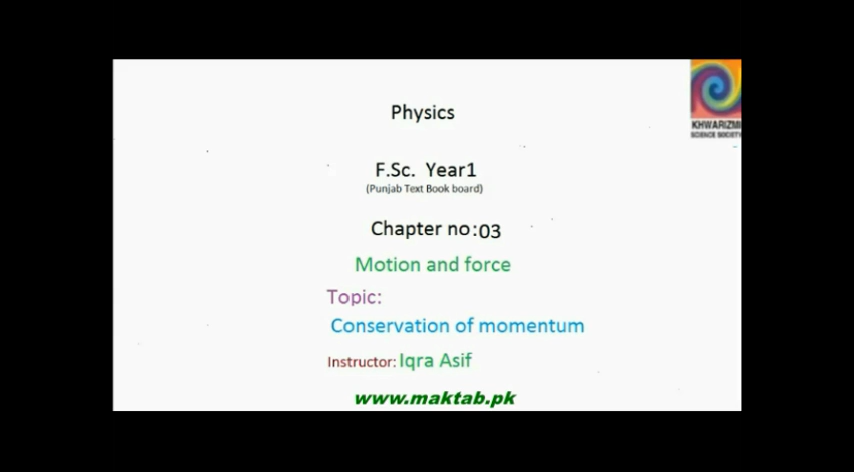 Physics
KHWARIZMI
SCIENCE SOCIETY
F.Sc. Year1
(Punjab Text Book board)
Chapter no:03
Motion and force
Topic:
Conservation of momentum
Instructor: Iqra Asif
www.maktab.pk